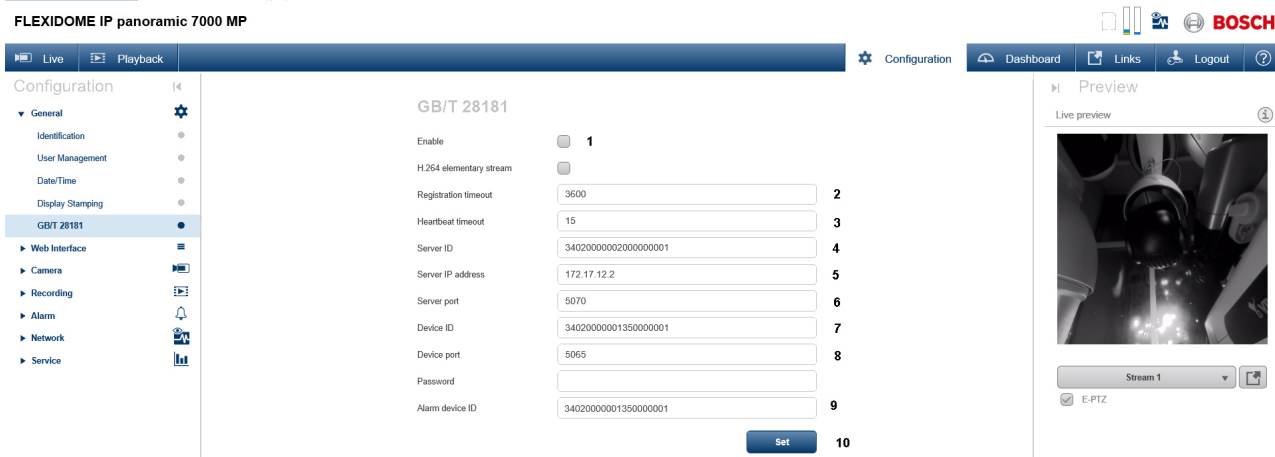 FLEXIDOME IP panoramic 7000 MP
BOSCH
Live Playback Configuration Dashboard Links Logout ?
Configuration
General
Identification
User Management
Date/Time
Display Stamping
GB/T 28181
Web Interface
Camera
Recording
Alarm
Network
Service
GB/T 28181
Enable 1
H.264 elementary stream
Registration timeout 3600 2
Heartbeat timeout 15 3
Server ID 34020000002000000001 4
Server IP address 172.17.12.2 5
Server port 5070 6
Device ID 34020000001350000001 7
Device port 5065 8
Password
Alarm device ID 34020000001350000001 9
Set 10
Preview
Live preview i
Stream 1
E-PTZ